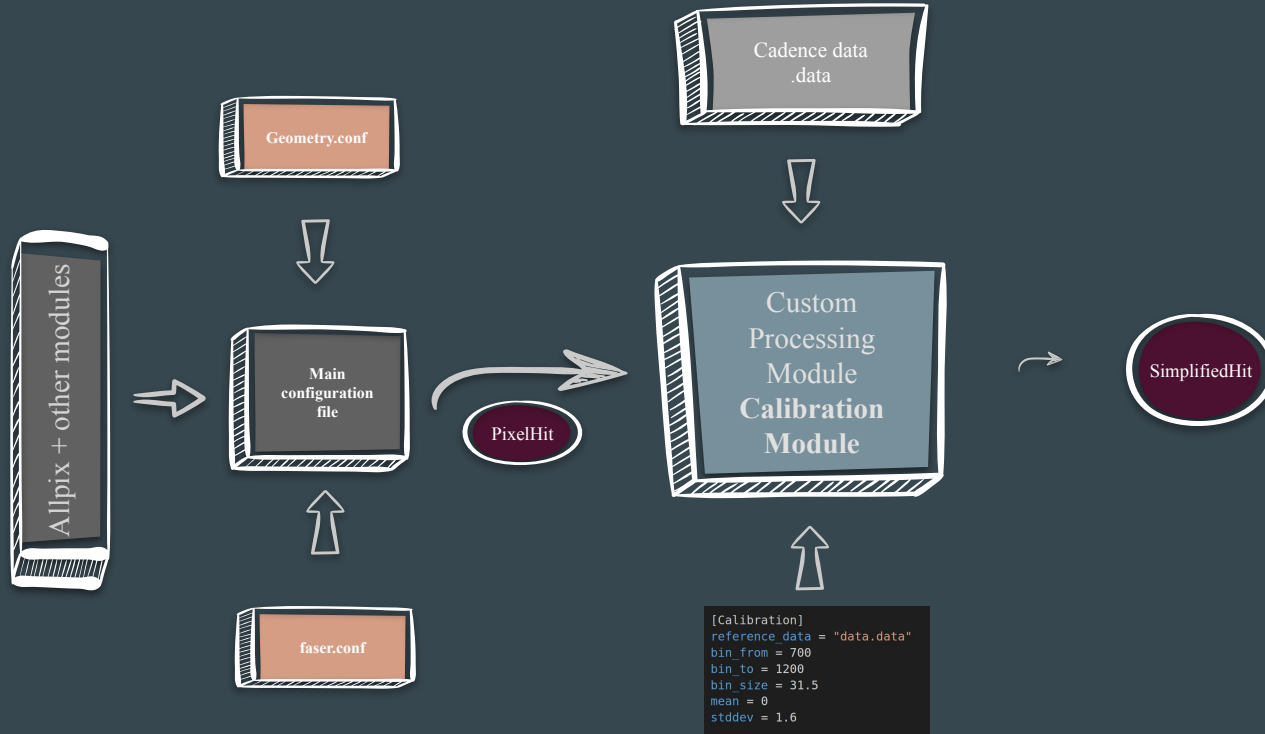 Cadence data
.data
Geometry.conf
Allpix + other modules
Main
configuration
file
PixelHit
Custom
Processing
Module
Calibration
Module
SimplifiedHit
faser.conf
[Calibration]
reference_data = "data.data"
bin_from = 700
bin_to = 1200
bin_size = 31.5
mean = 0
stddev = 1.6